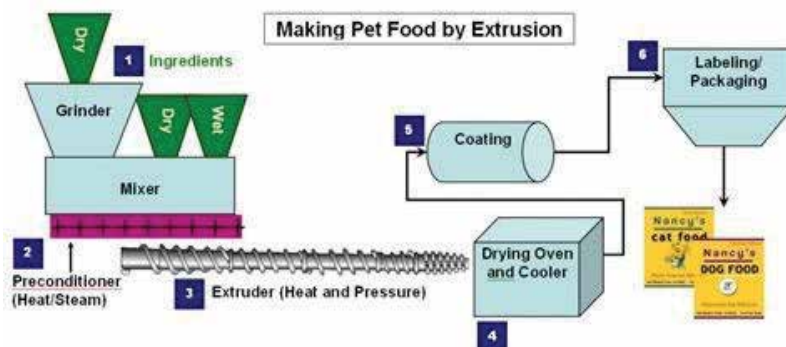 Making Pet Food by Extrusion
Dry
1 Ingredients
Grinder
Dry
Wet
Mixer
2
Preconditioner
(Heat/Steam)
3 Extruder (Heat and Pressure)
Drying Oven
and Cooler
4
5
Coating
6
Labeling/
Packaging
Nancy's
cat food
Nancy's
DOG FOOD